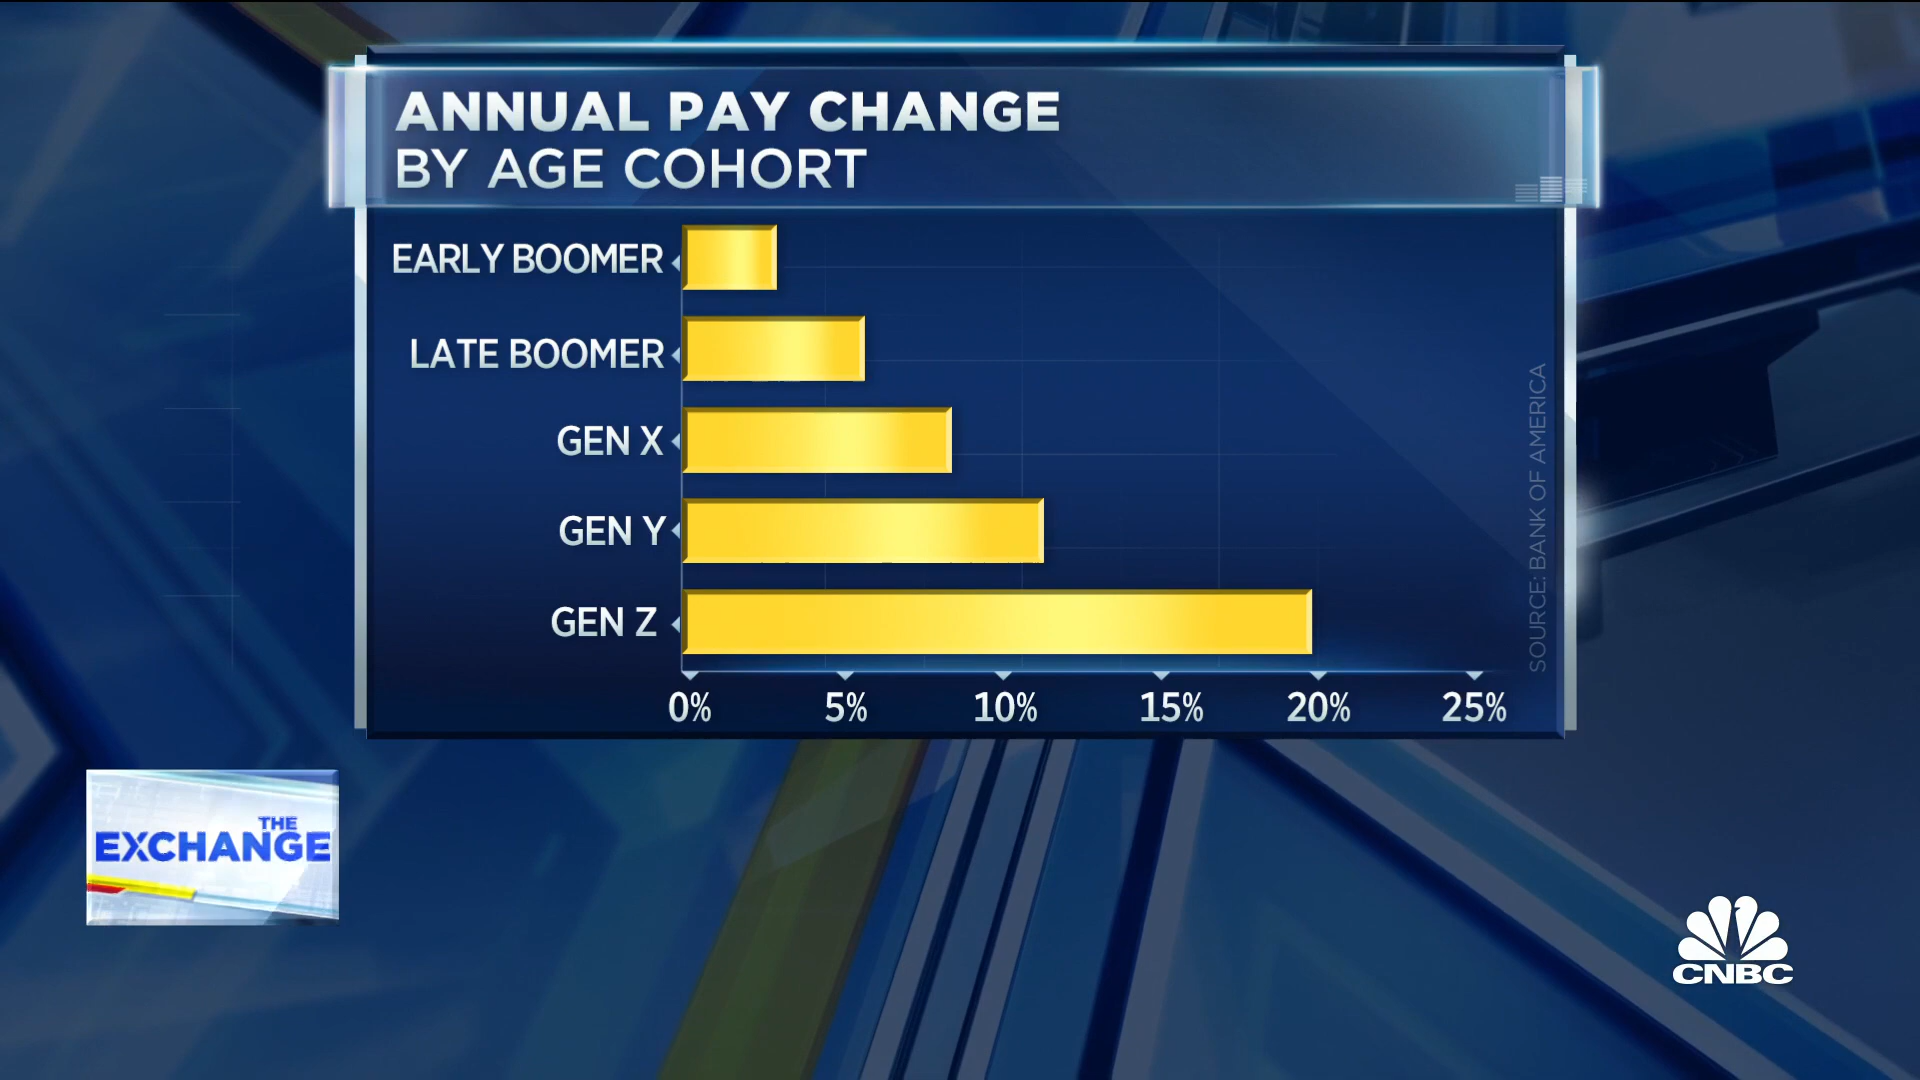 ANNUAL PAY CHANGE
BY AGE COHORT
EARLY BOOMER
LATE BOOMER
GEN X
GEN Y
GEN Z
0% 5% 10% 15% 20% 25%
SOURCE: BANK OF AMERICA
THE
EXCHANGE
CNBC